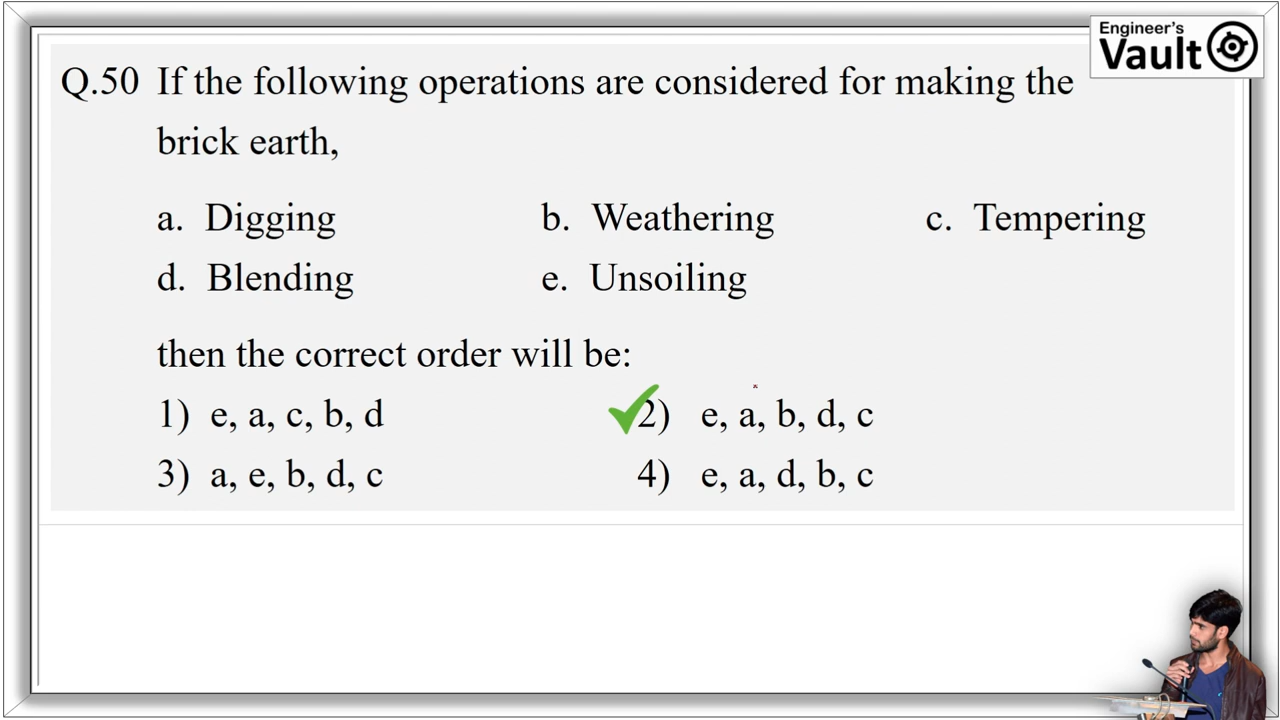 Engineer's
Vault
Q.50 If the following operations are considered for making the
brick earth,
a. Digging b. Weathering c. Tempering
d. Blending e. Unsoiling
then the correct order will be:
1) e, a, c, b, d 2) e, a, b, d, c
3) a, e, b, d, c 4) e, a, d, b, c